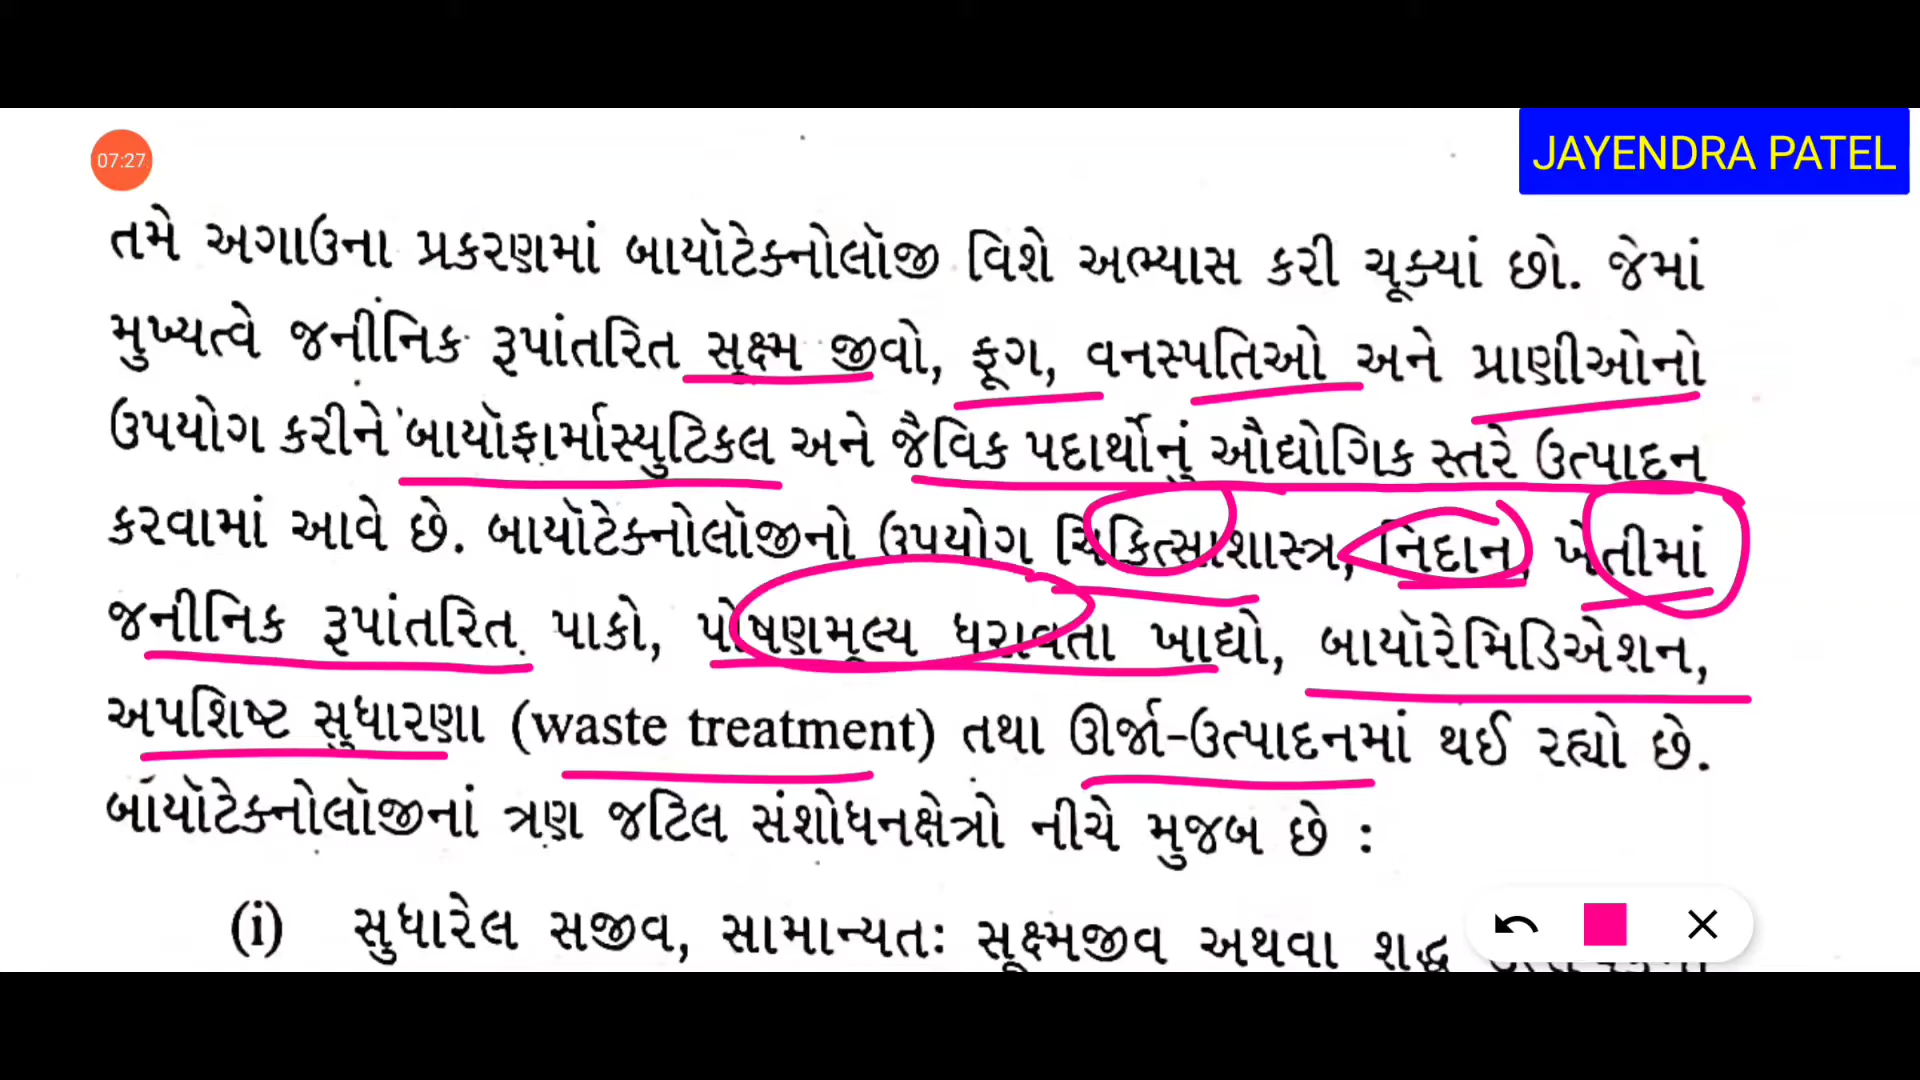 07:27
JAYENDRA PATEL
તમે અગાઉના પ્રકરણમાં બાયૉટેક્નોલૉજી વિશે અભ્યાસ કરી ચૂક્યાં છો. જેમાં
મુખ્યત્વે જનીનિક રૂપાંતરિત સૂક્ષ્મ જીવો, ફૂગ, વનસ્પતિઓ અને પ્રાણીઓનો
ઉપયોગ કરીને બાયૉફાર્માસ્યુટિકલ અને જૈવિક પદાર્થોનું ઔદ્યોગિક સ્તરે ઉત્પાદન
કરવામાં આવે છે. બાયૉટેક્નોલૉજીનો ઉપયોગ ચિકિત્સાશાસ્ત્ર, નિદાન, ખેતીમાં
જનીનિક રૂપાંતરિત પાકો, પોષણમૂલ્ય ધરાવતા ખાદ્યો, બાયૉરેમિડિએશન,
અપશિષ્ટ સુધારણા (waste treatment) તથા ઊર્જા-ઉત્પાદનમાં થઈ રહ્યો છે.
બાયૉટેક્નોલૉજીનાં ત્રણ જટિલ સંશોધનક્ષેત્રો નીચે મુજબ છે :
(i) સુધારેલ સજીવ, સામાન્યતઃ સૂક્ષ્મજીવ અથવા શુદ્ધ